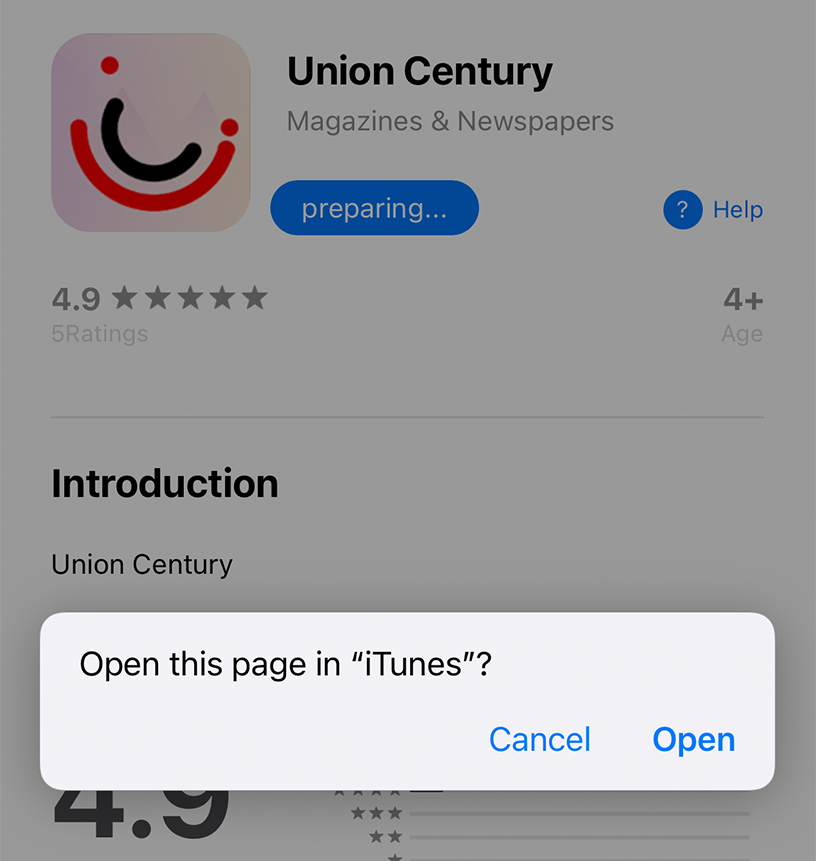 Union Century
Magazines & Newspapers
preparing...
? Help
4.9 ★★★★★
4+
5Ratings
Age
Introduction
Union Century
Open this page in “iTunes”?
Cancel
Open
4.9
★★★★
★★★
★★
★